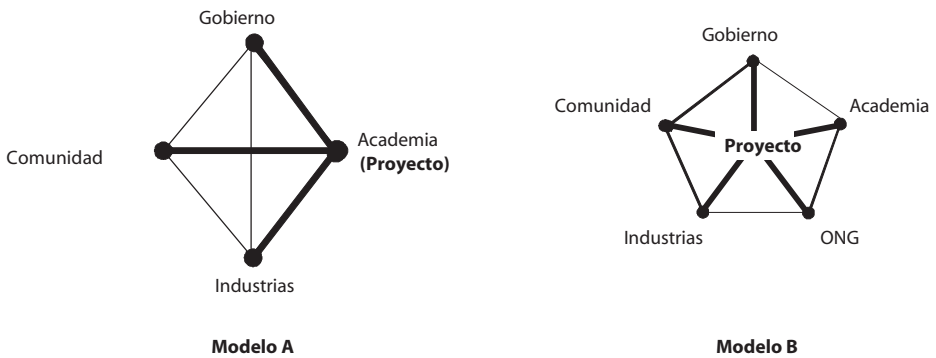 Gobierno
Comunidad
Academia
(Proyecto)
Industrias
Modelo A
Gobierno
Comunidad
Academia
Proyecto
Industrias
ONG
Modelo B